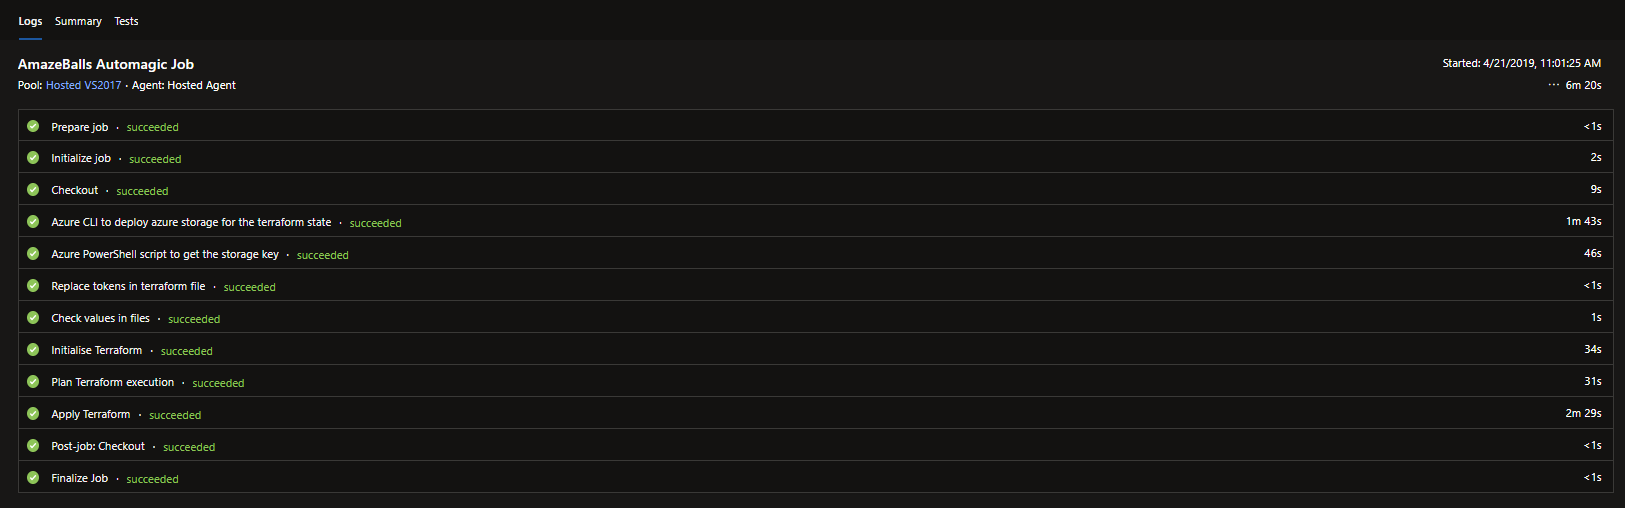 Logs Summary Tests
AmazeBalls Automagic Job
Started: 4/21/2019, 11:01:25 AM
Pool: Hosted VS2017 · Agent: Hosted Agent
··· 6m 20s
Prepare job · succeeded <1s
Initialize job · succeeded 2s
Checkout · succeeded 9s
Azure CLI to deploy azure storage for the terraform state · succeeded 1m 43s
Azure PowerShell script to get the storage key · succeeded 46s
Replace tokens in terraform file · succeeded <1s
Check values in files · succeeded 1s
Initialise Terraform · succeeded 34s
Plan Terraform execution · succeeded 31s
Apply Terraform · succeeded 2m 29s
Post-job: Checkout · succeeded <1s
Finalize Job · succeeded <1s